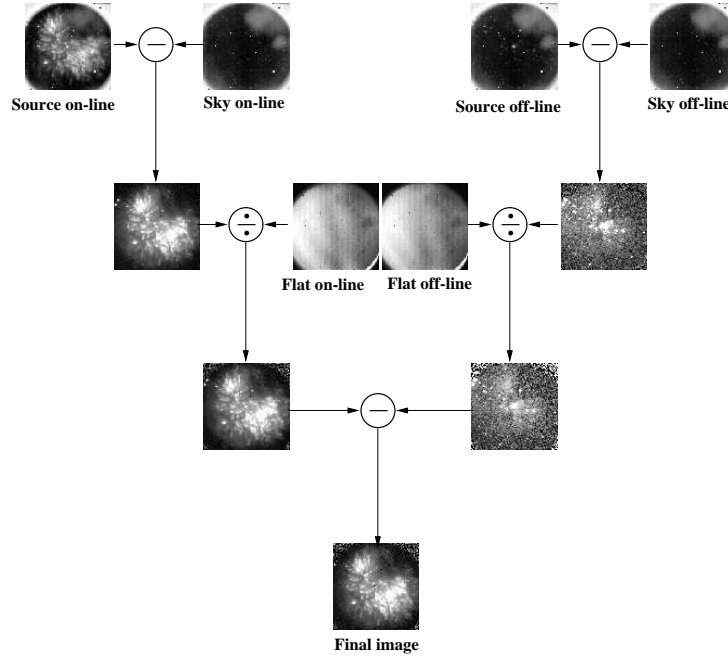 Source on-line
Sky on-line
Source off-line
Sky off-line
Flat on-line
Flat off-line
Final image